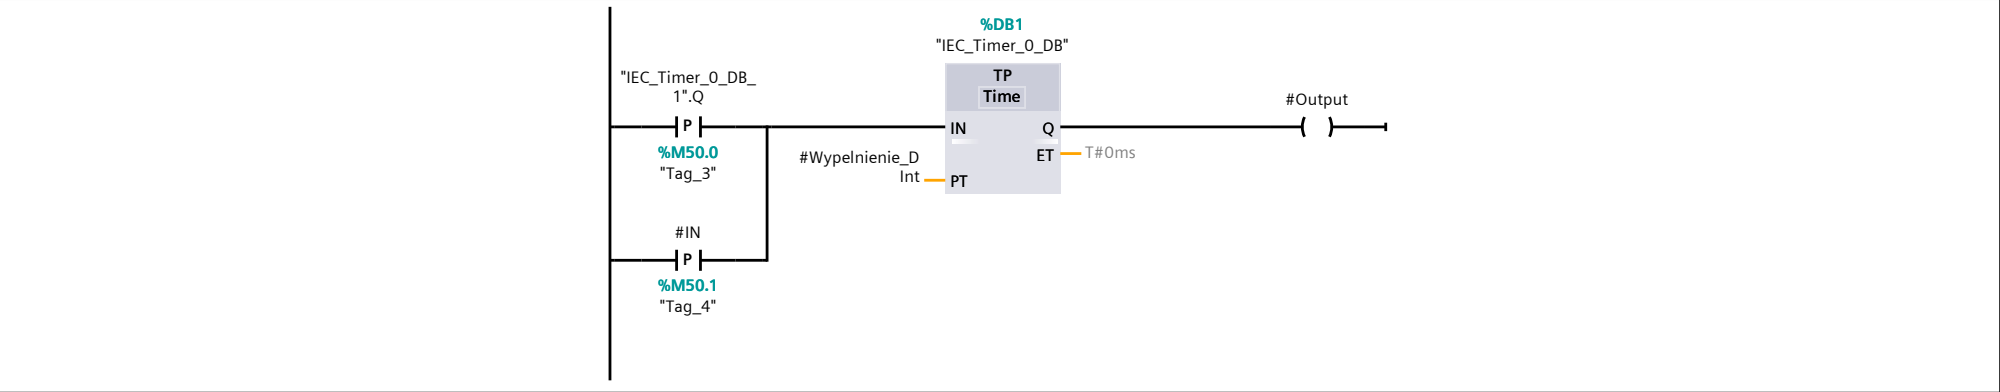 %DB1
"IEC_Timer_0_DB"
"IEC_Timer_0_DB_
1".Q
P
%M50.0
"Tag_3"
TP
Time
IN
Q
#Wypelnienie_D
Int
PT
ET
T#0ms
#Output
#IN
P
%M50.1
"Tag_4"